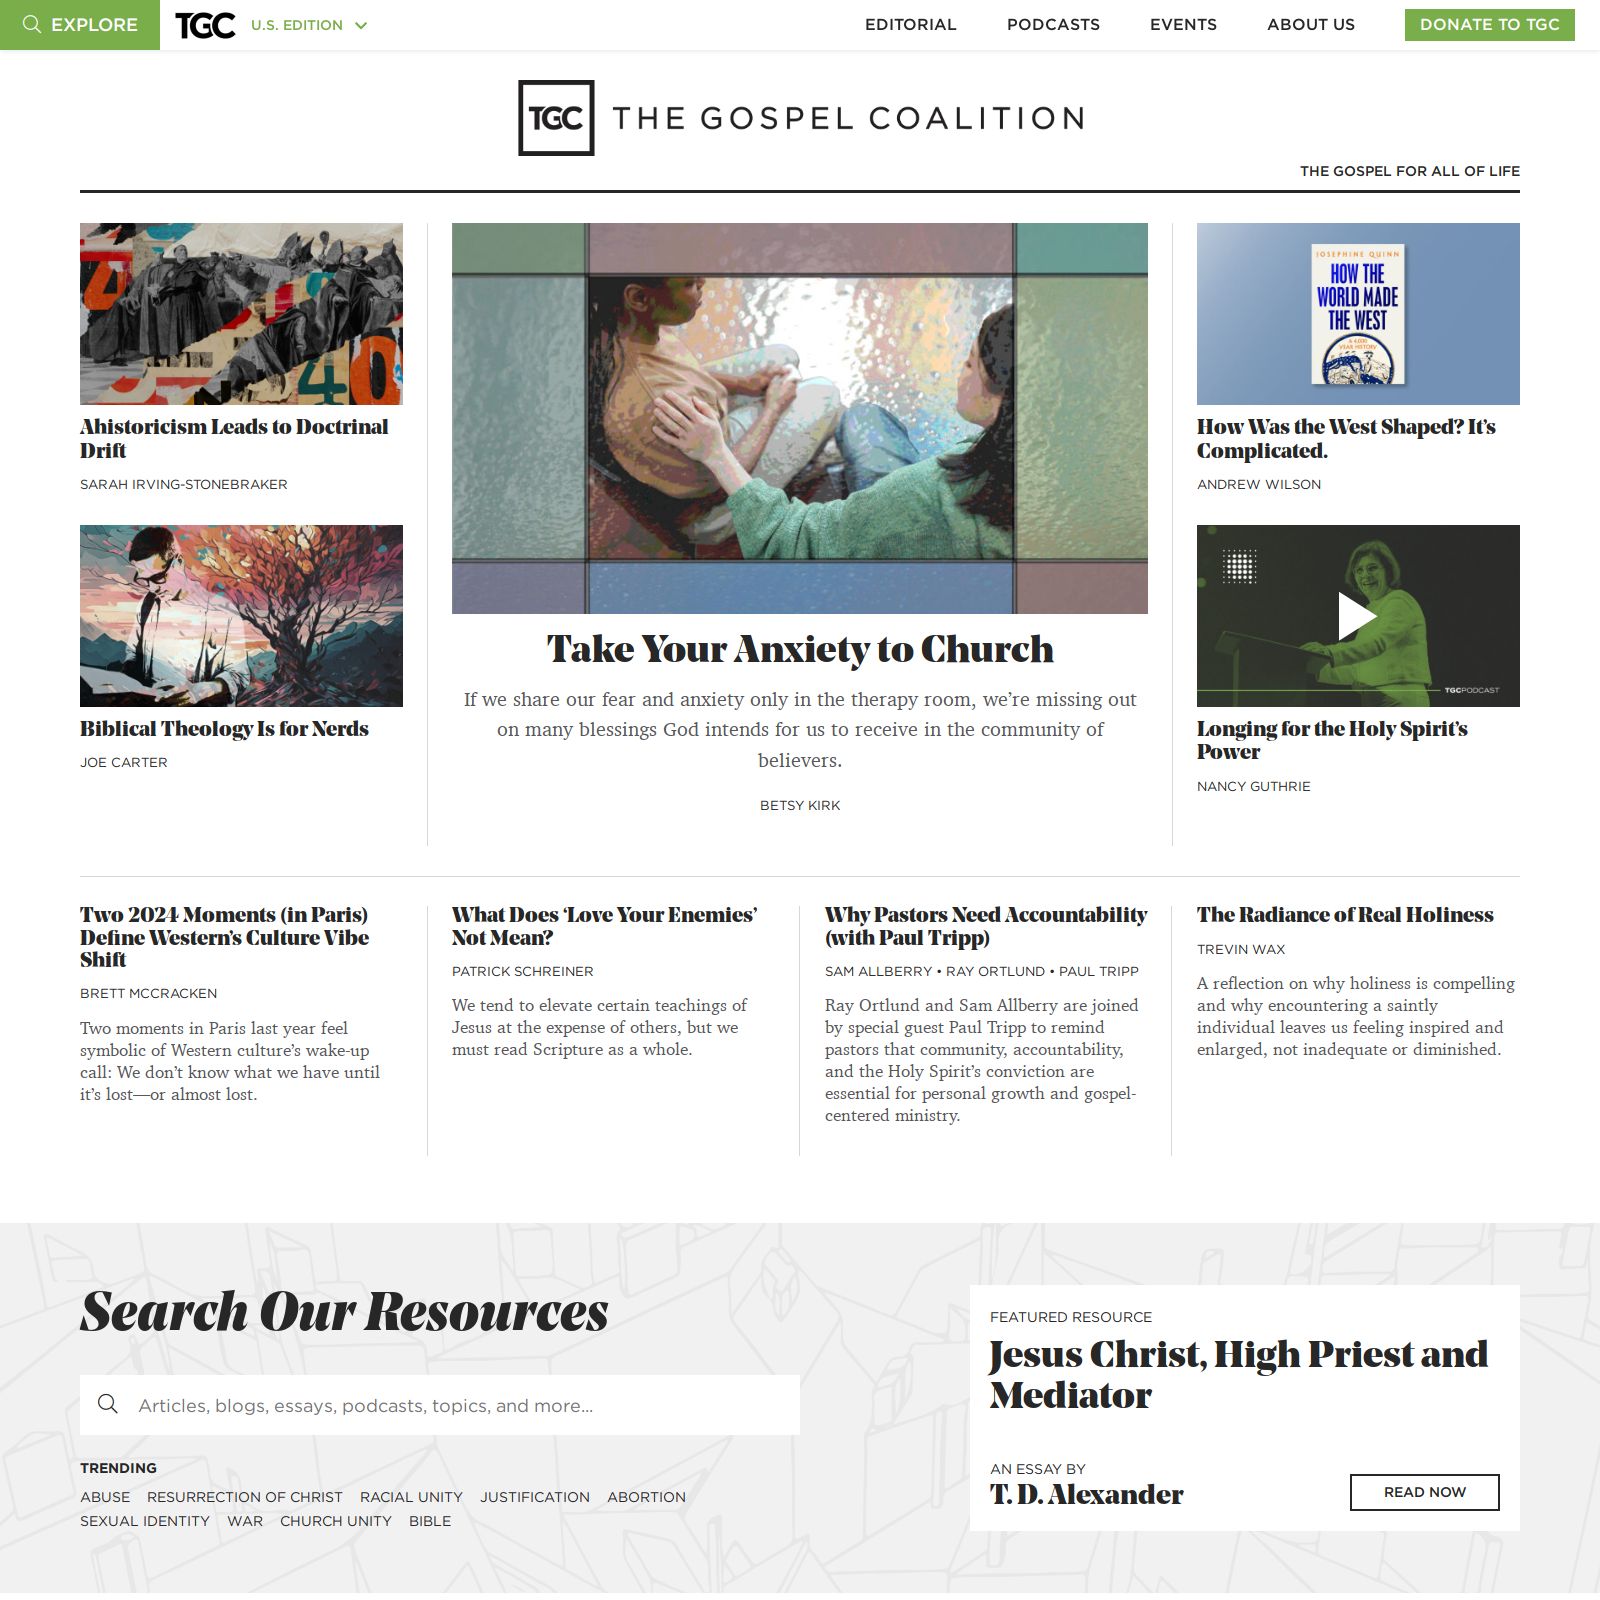 EXPLORE
TGC
U.S. EDITION
EDITORIAL
PODCASTS
EVENTS
ABOUT US
DONATE TO TGC
TGC THE GOSPEL COALITION
THE GOSPEL FOR ALL OF LIFE
40
Ahistoricism Leads to Doctrinal
Drift
SARAH IRVING-STONEBRAKER
Biblical Theology Is for Nerds
JOE CARTER
Take Your Anxiety to Church
If we share our fear and anxiety only in the therapy room, we’re missing out
on many blessings God intends for us to receive in the community of
believers.
BETSY KIRK
JOSEPHINE QUINN
HOW THE
WORLD MADE
THE WEST
A 4,000
YEAR HISTORY
How Was the West Shaped? It’s
Complicated.
ANDREW WILSON
TGCPODCAST
Longing for the Holy Spirit’s
Power
NANCY GUTHRIE
Two 2024 Moments (in Paris)
Define Western’s Culture Vibe
Shift
BRETT MCCRACKEN
Two moments in Paris last year feel
symbolic of Western culture’s wake-up
call: We don’t know what we have until
it’s lost—or almost lost.
What Does ‘Love Your Enemies’
Not Mean?
PATRICK SCHREINER
We tend to elevate certain teachings of
Jesus at the expense of others, but we
must read Scripture as a whole.
Why Pastors Need Accountability
(with Paul Tripp)
SAM ALLBERRY • RAY ORTLUND • PAUL TRIPP
Ray Ortlund and Sam Allberry are joined
by special guest Paul Tripp to remind
pastors that community, accountability,
and the Holy Spirit’s conviction are
essential for personal growth and gospel-
centered ministry.
The Radiance of Real Holiness
TREVIN WAX
A reflection on why holiness is compelling
and why encountering a saintly
individual leaves us feeling inspired and
enlarged, not inadequate or diminished.
Search Our Resources
Articles, blogs, essays, podcasts, topics, and more...
TRENDING
ABUSE RESURRECTION OF CHRIST RACIAL UNITY JUSTIFICATION ABORTION
SEXUAL IDENTITY WAR CHURCH UNITY BIBLE
FEATURED RESOURCE
Jesus Christ, High Priest and
Mediator
AN ESSAY BY
T. D. Alexander
READ NOW